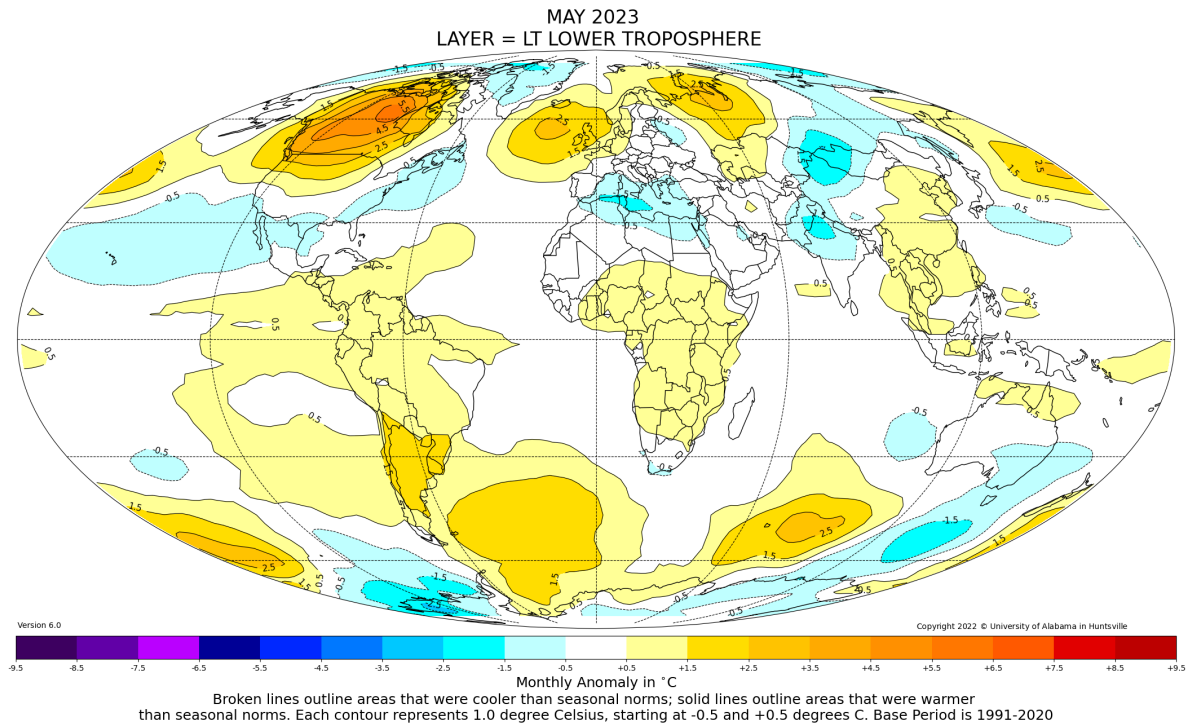 MAY 2023
LAYER = LT LOWER TROPOSPHERE
Version 6.0
Copyright 2022 © University of Alabama in Huntsville
-9.5 -8.5 -7.5 -6.5 -5.5 -4.5 -3.5 -2.5 -1.5 -0.5 +0.5 +1.5 +2.5 +3.5 +4.5 +5.5 +6.5 +7.5 +8.5 +9.5
Monthly Anomaly in °C
Broken lines outline areas that were cooler than seasonal norms; solid lines outline areas that were warmer
than seasonal norms. Each contour represents 1.0 degree Celsius, starting at -0.5 and +0.5 degrees C. Base Period is 1991-2020